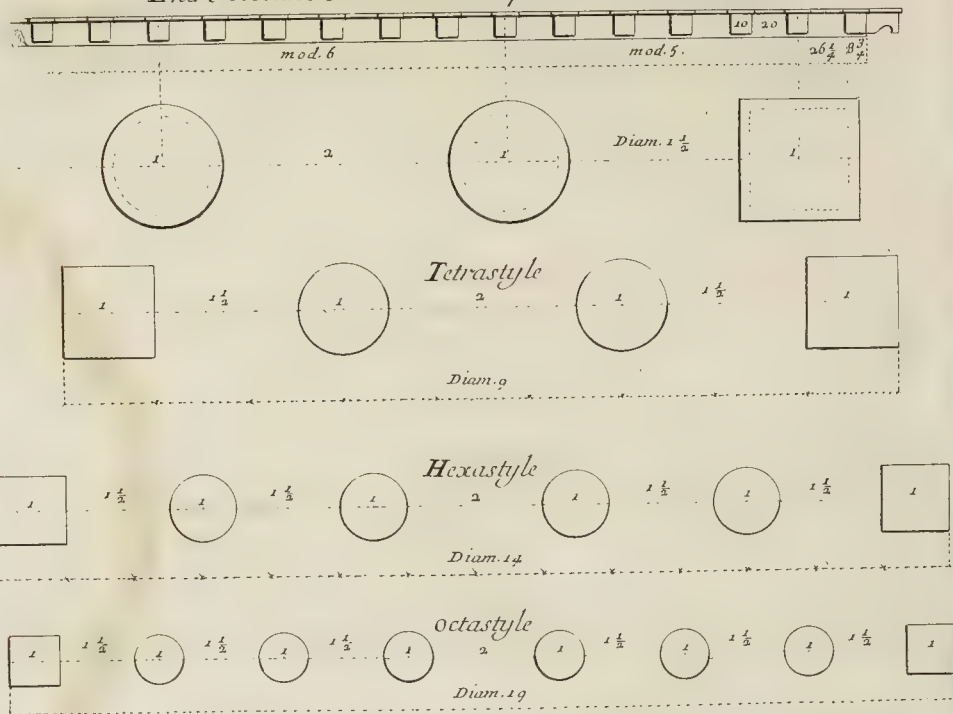 10 20
mod. 6 mod. 5. 26 1/4 8 3/4
1 2 1 Diam. 1 1/2 1
Tetrastyle
1 1 1/2 1 2 1 1 1/2 1
Diam. 9
Hexastyle
1 1 1/2 1 1 1/2 1 2 1 1 1/2 1 1 1/2 1
Diam. 14
octastyle
1 1 1/2 1 1 1/2 1 1 1/2 1 2 1 1 1/2 1 1 1/2 1 1 1/2 1
Diam. 19